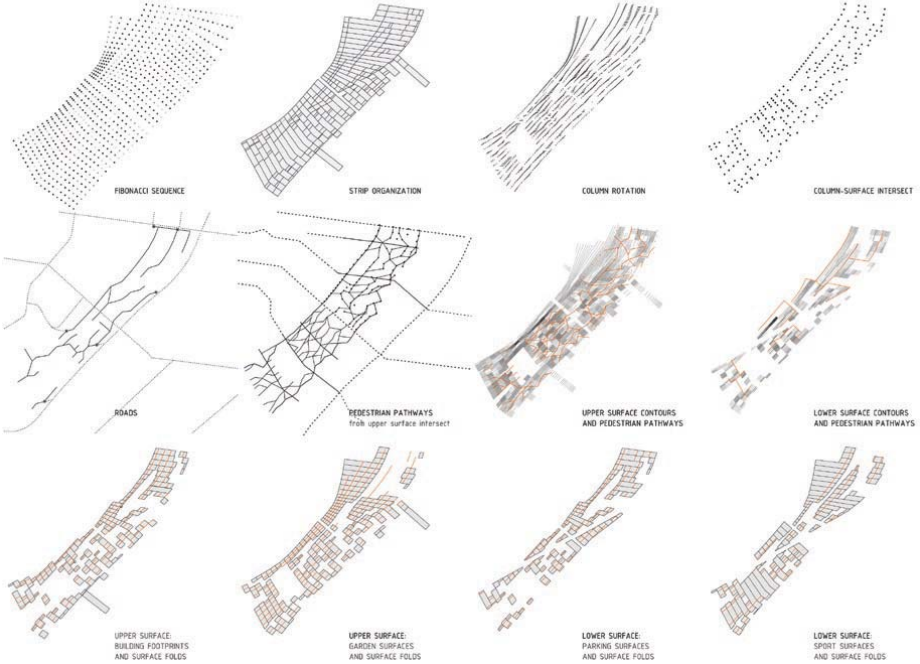 FIBONACCI SEQUENCE
STRIP ORGANIZATION
COLUMN ROTATION
COLUMN-SURFACE INTERSECT
ROADS
PEDESTRIAN PATHWAYS
from upper surface intersect
UPPER SURFACE CONTOURS
AND PEDESTRIAN PATHWAYS
LOWER SURFACE CONTOURS
AND PEDESTRIAN PATHWAYS
UPPER SURFACE:
BUILDING FOOTPRINTS
AND SURFACE FOLDS
UPPER SURFACE:
GARDEN SURFACES
AND SURFACE FOLDS
LOWER SURFACE:
PARKING SURFACES
AND SURFACE FOLDS
LOWER SURFACE:
SPORT SURFACES
AND SURFACE FOLDS